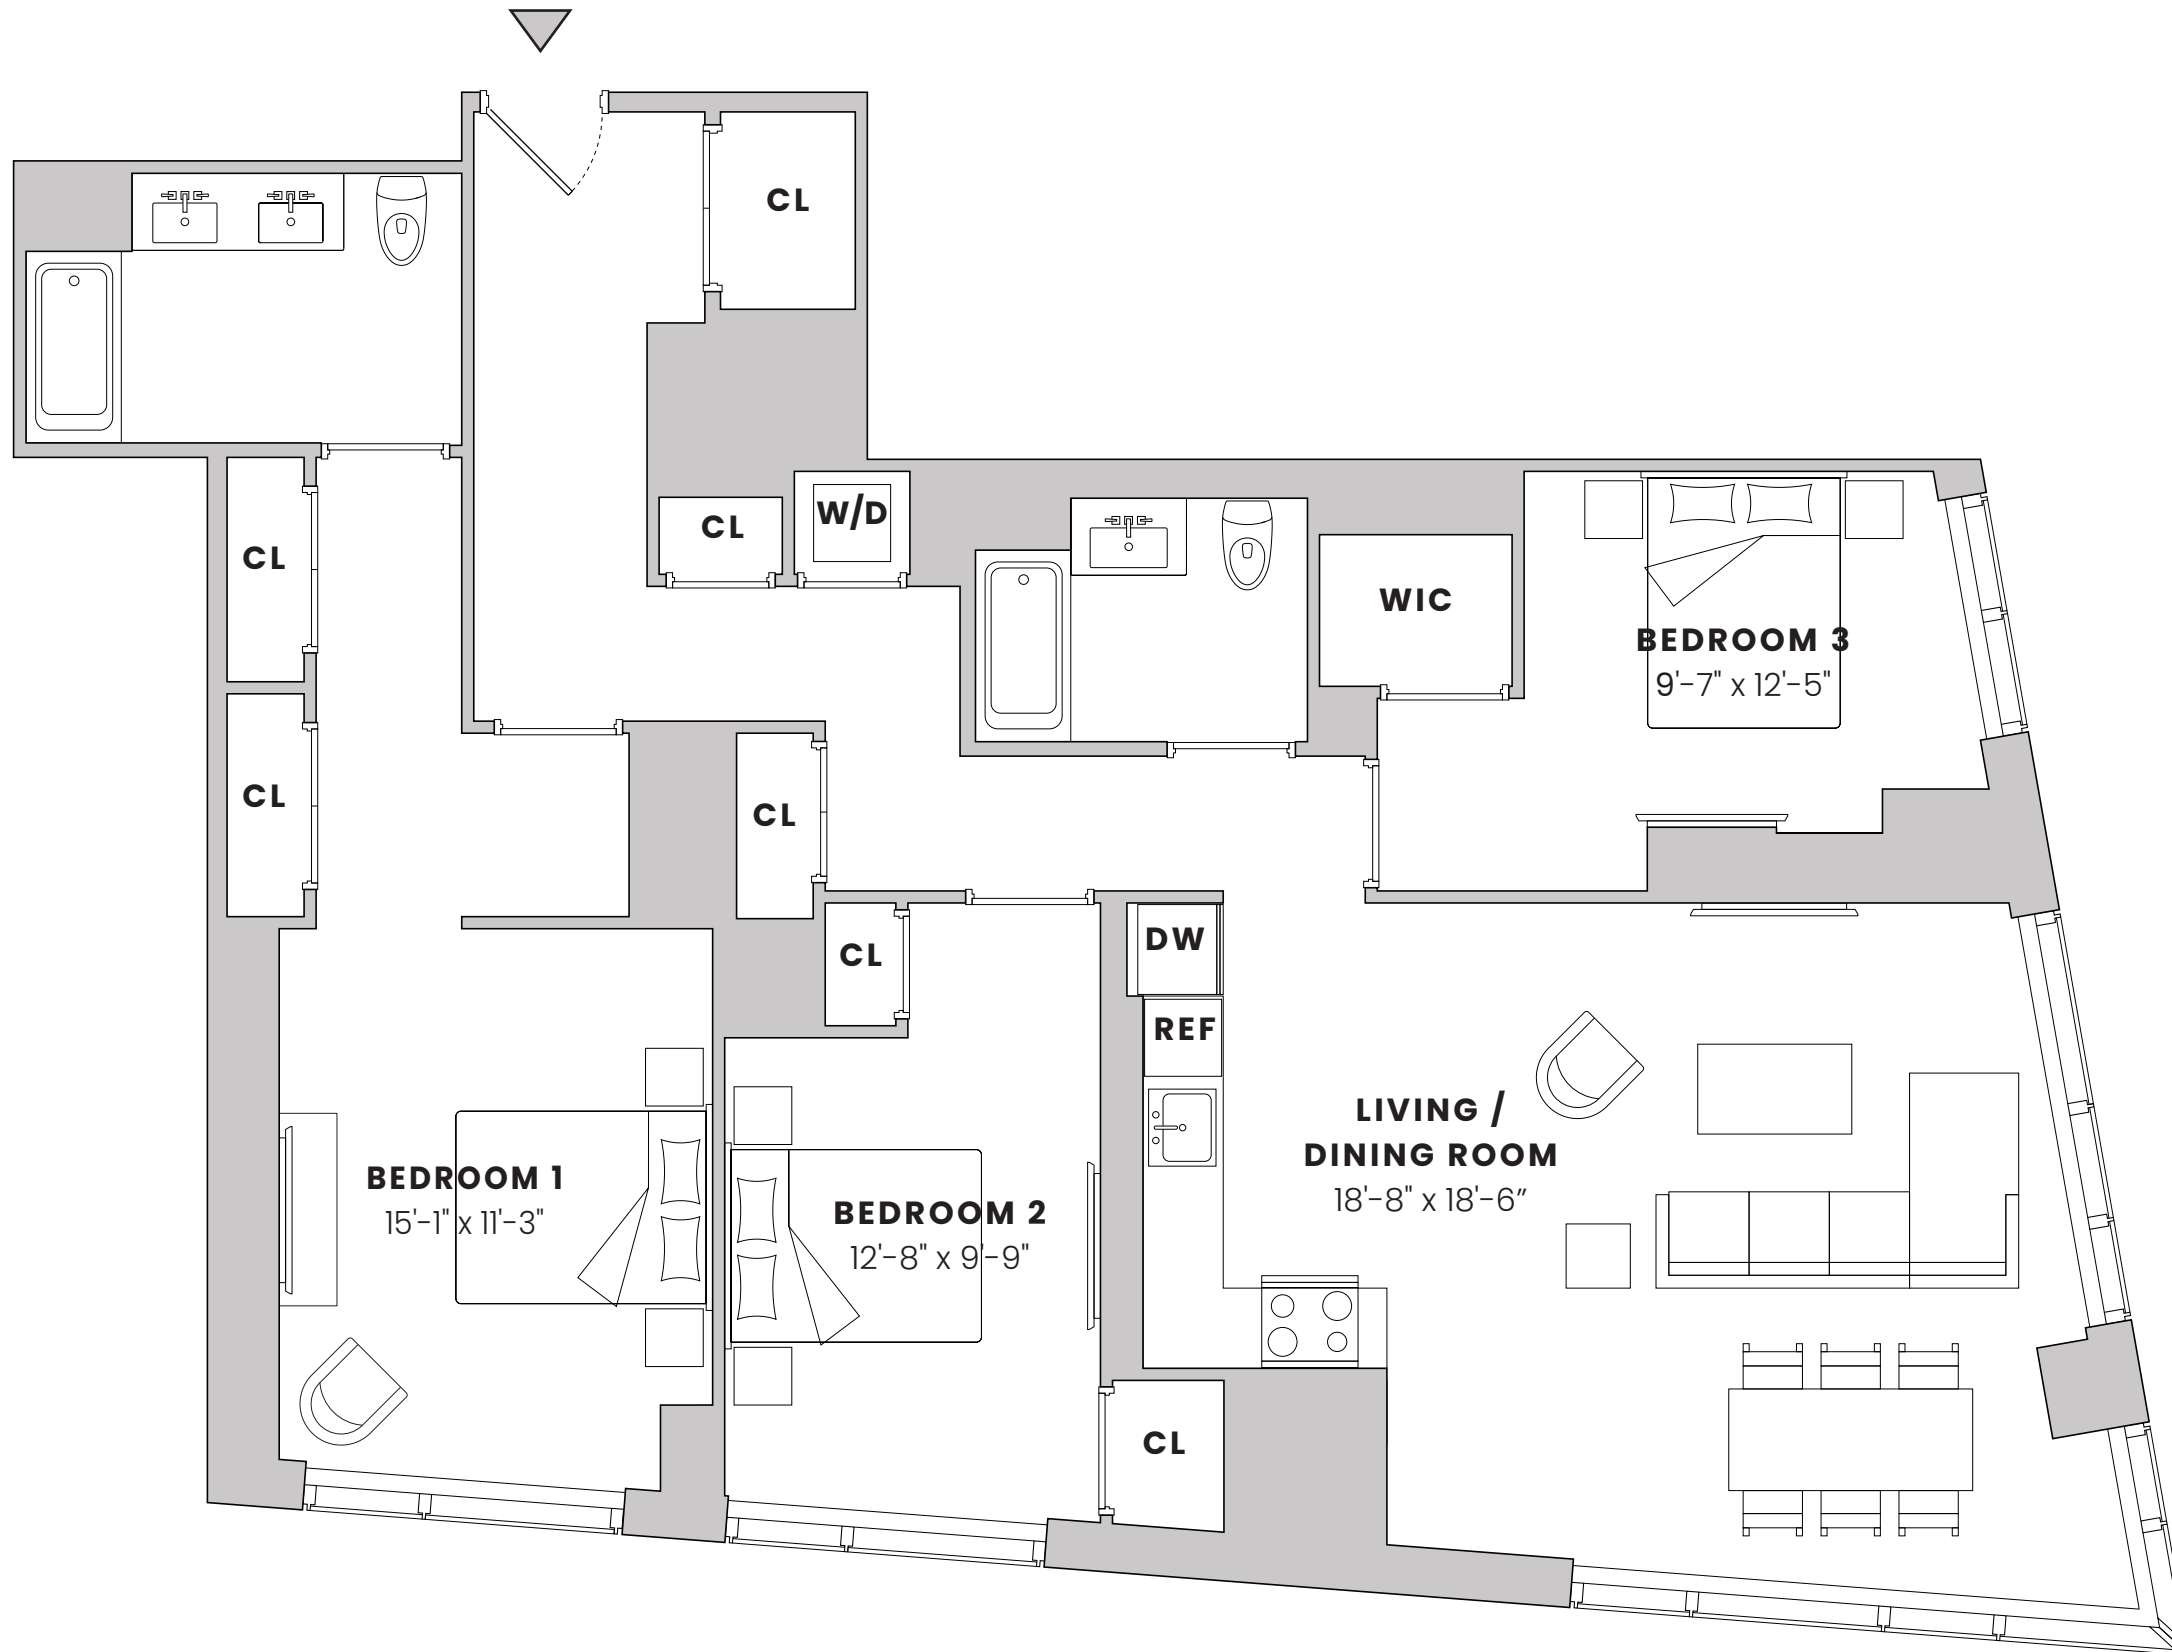 CL
CL
W/D
CL
WIC
BEDROOM 3
9'-7" x 12'-5"
CL
CL
DW
CL
REF
LIVING /
DINING ROOM
18'-8" x 18'-6”
BEDROOM 1
15'-1" x 11'-3"
BEDROOM 2
12'-8" x 9'-9"
CL